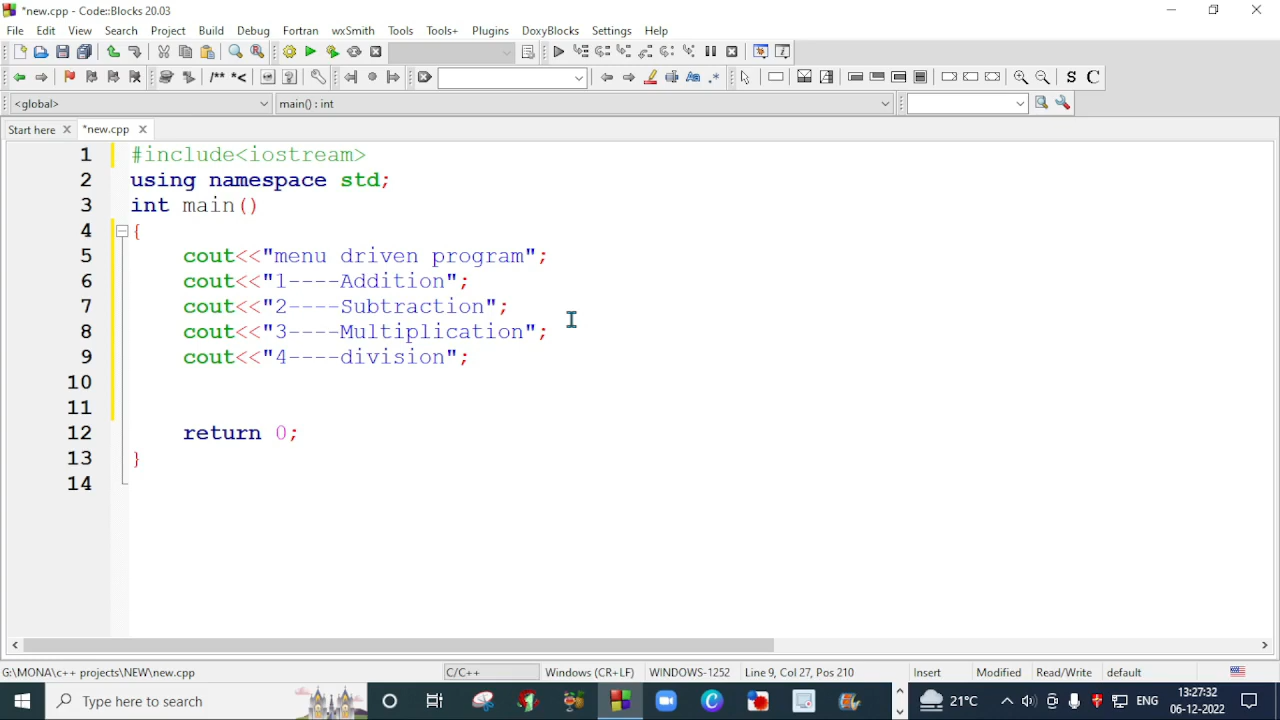 *new.cpp - Code::Blocks 20.03
File Edit View Search Project Build Debug Fortran wxSmith Tools Tools+ Plugins DoxyBlocks Settings Help
/** *<
Aa .* S C
<global> main() : int
Start here *new.cpp
1 #include<iostream>
2 using namespace std;
3 int main()
4 {
5 cout<<"menu driven program";
6 cout<<"1----Addition";
7 cout<<"2----Subtraction";
8 cout<<"3----Multiplication";
9 cout<<"4----division";
10
11
12 return 0;
13 }
14
G:\MONA\c++ projects\NEW\new.cpp C/C++ Windows (CR+LF) WINDOWS-1252 Line 9, Col 27, Pos 210 Insert Modified Read/Write default
Type here to search 21°C ENG 13:27:32
06-12-2022